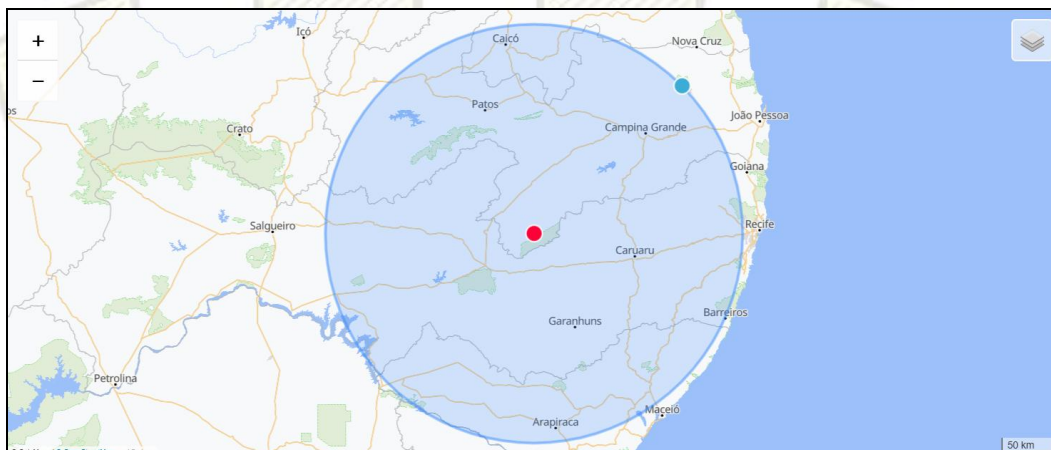 +
−
Içó
Caicó
Nova Cruz
Patos
João Pessoa
Crato
Campina Grande
Goiana
Salgueiro
Recife
Caruaru
Garanhuns
Barreiros
Petrolina
Maceió
Arapiraca
50 km